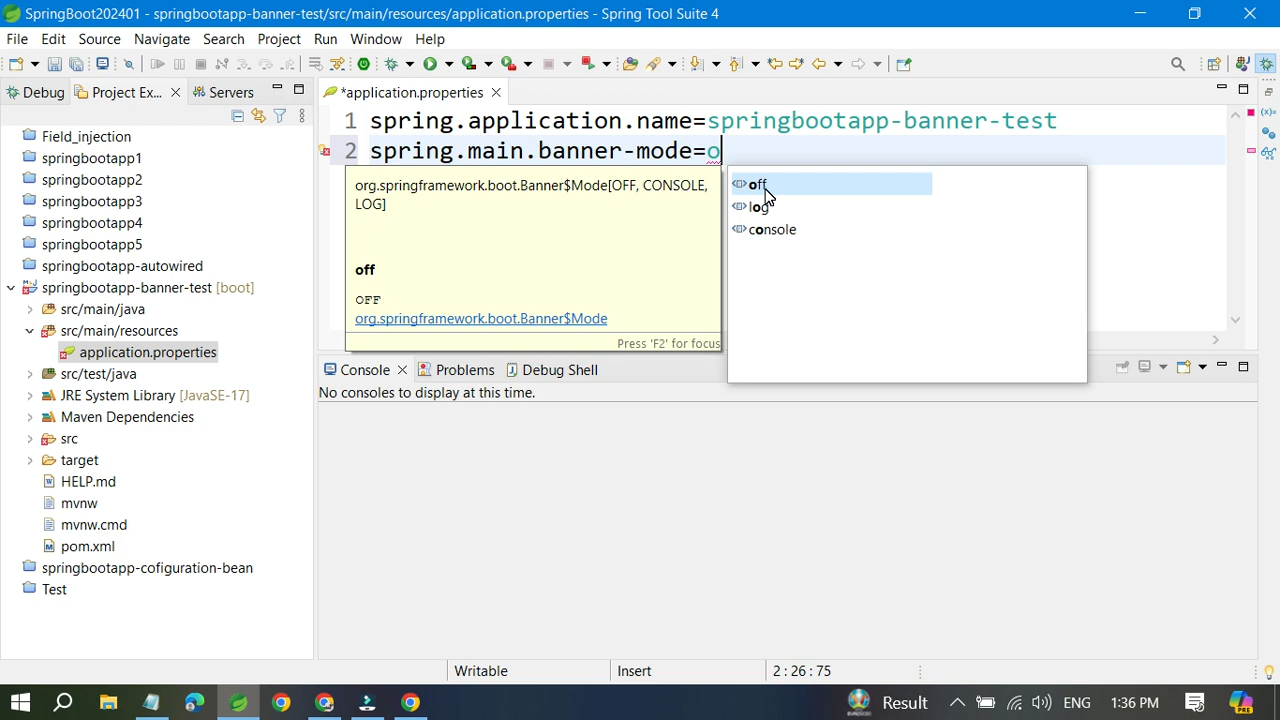 SpringBoot202401 - springbootapp-banner-test/src/main/resources/application.properties - Spring Tool Suite 4
File Edit Source Navigate Search Project Run Window Help
Debug Project Ex... Servers
*application.properties
Field_injection
springbootapp1
springbootapp2
springbootapp3
springbootapp4
springbootapp5
springbootapp-autowired
springbootapp-banner-test [boot]
src/main/java
src/main/resources
application.properties
src/test/java
JRE System Library [JavaSE-17]
Maven Dependencies
src
target
HELP.md
mvnw
mvnw.cmd
pom.xml
springbootapp-cofiguration-bean
Test
1 spring.application.name=springbootapp-banner-test
2 spring.main.banner-mode=o
org.springframework.boot.Banner$Mode[OFF, CONSOLE,
LOG]
off
OFF
org.springframework.boot.Banner$Mode
Press 'F2' for focus
off
log
console
Console Problems Debug Shell
No consoles to display at this time.
Writable Insert 2 : 26 : 75
Result ENG 1:36 PM
PRE